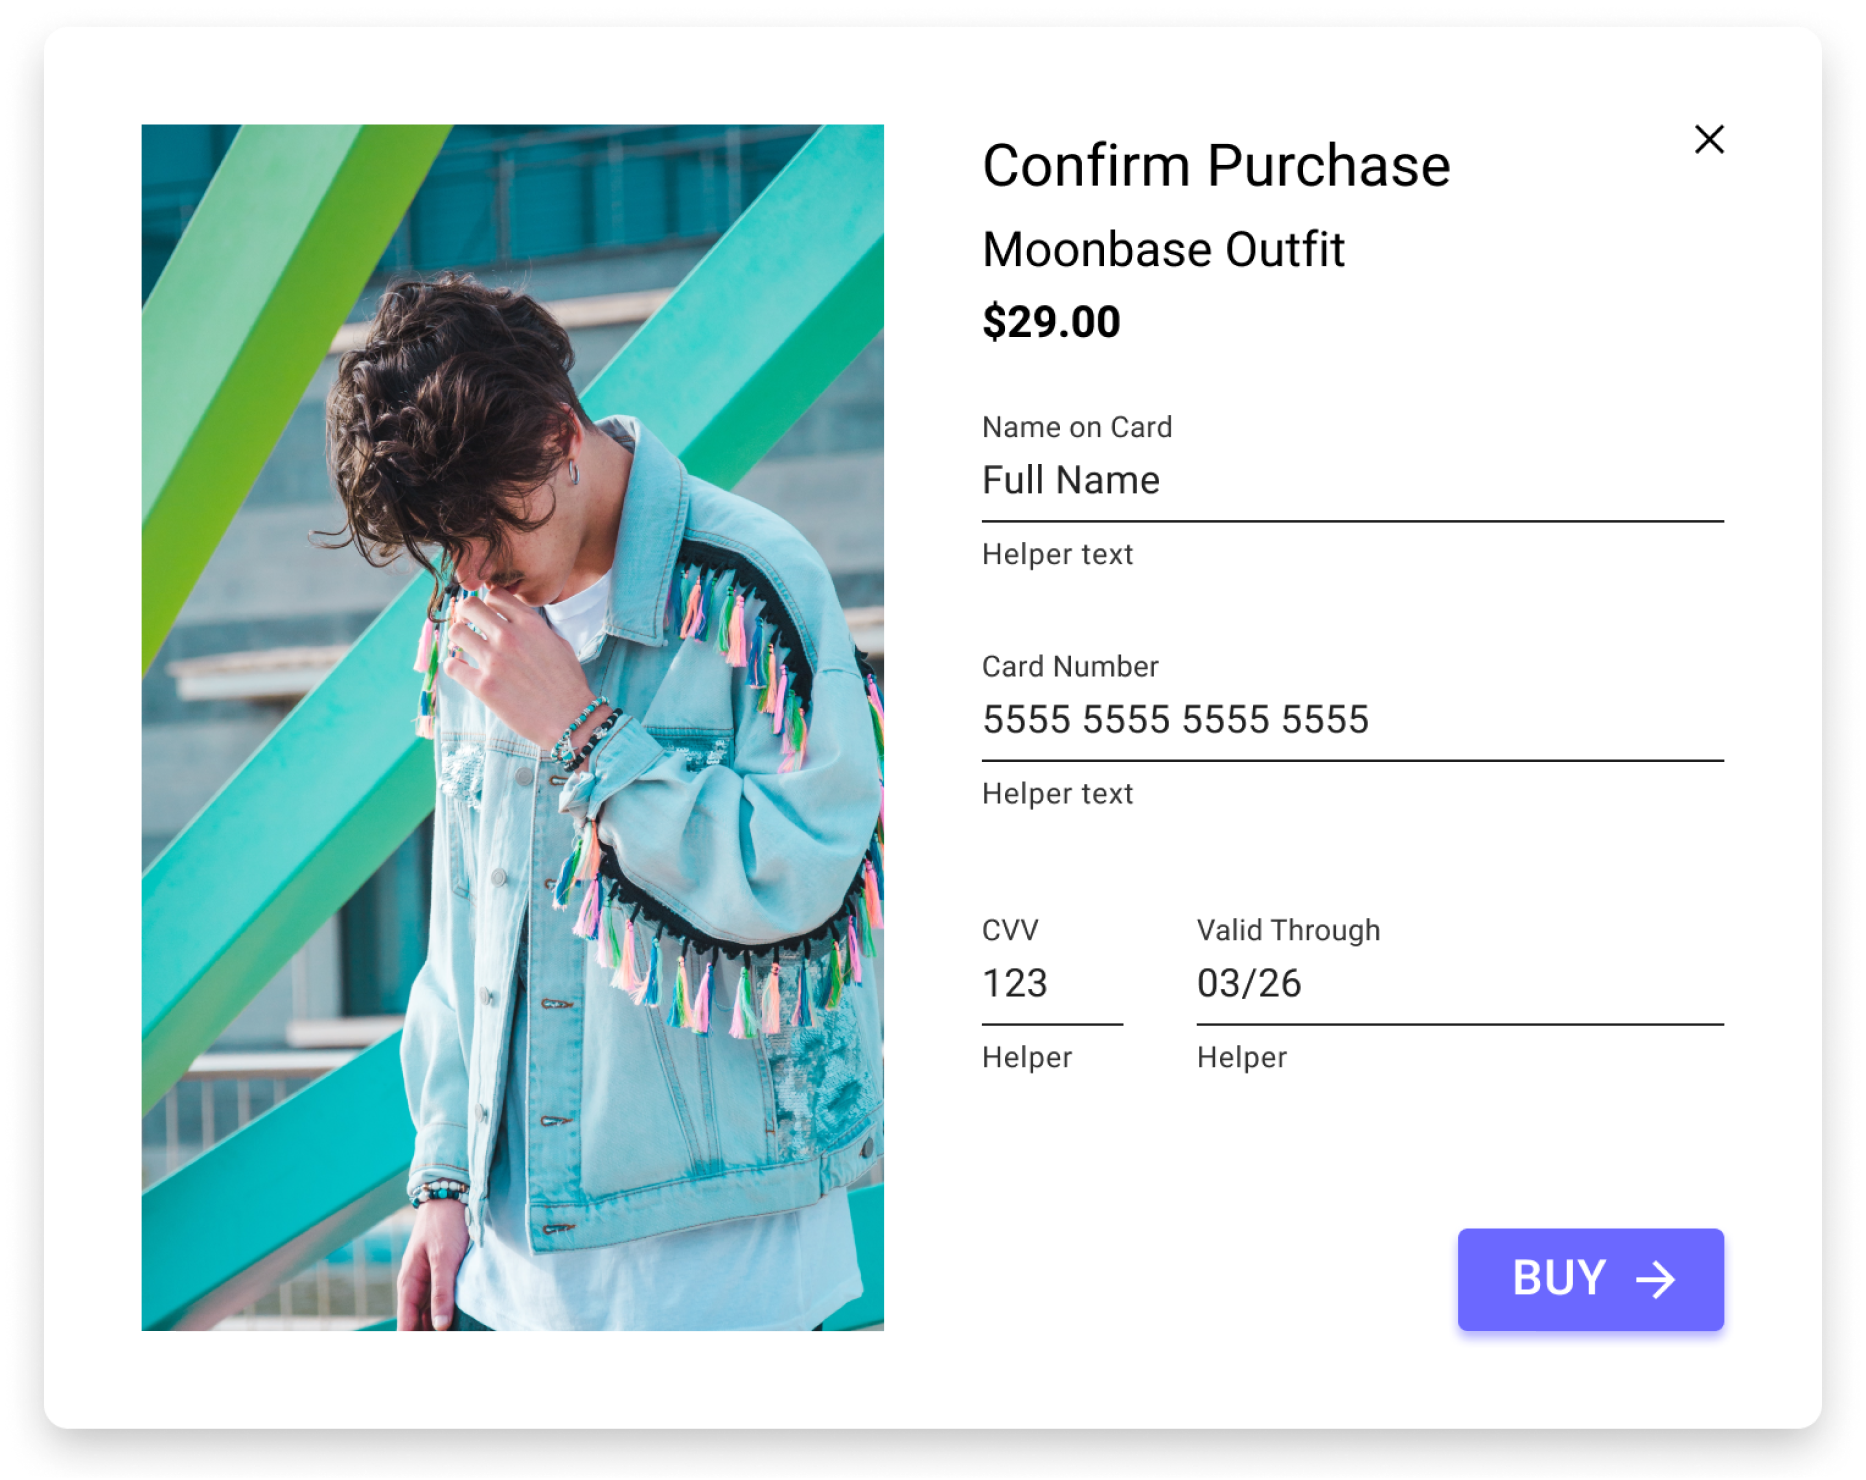 Confirm Purchase
Moonbase Outfit
$29.00
Name on Card
Full Name
Helper text
Card Number
5555 5555 5555 5555
Helper text
CVV
Valid Through
123
03/26
Helper
Helper
BUY